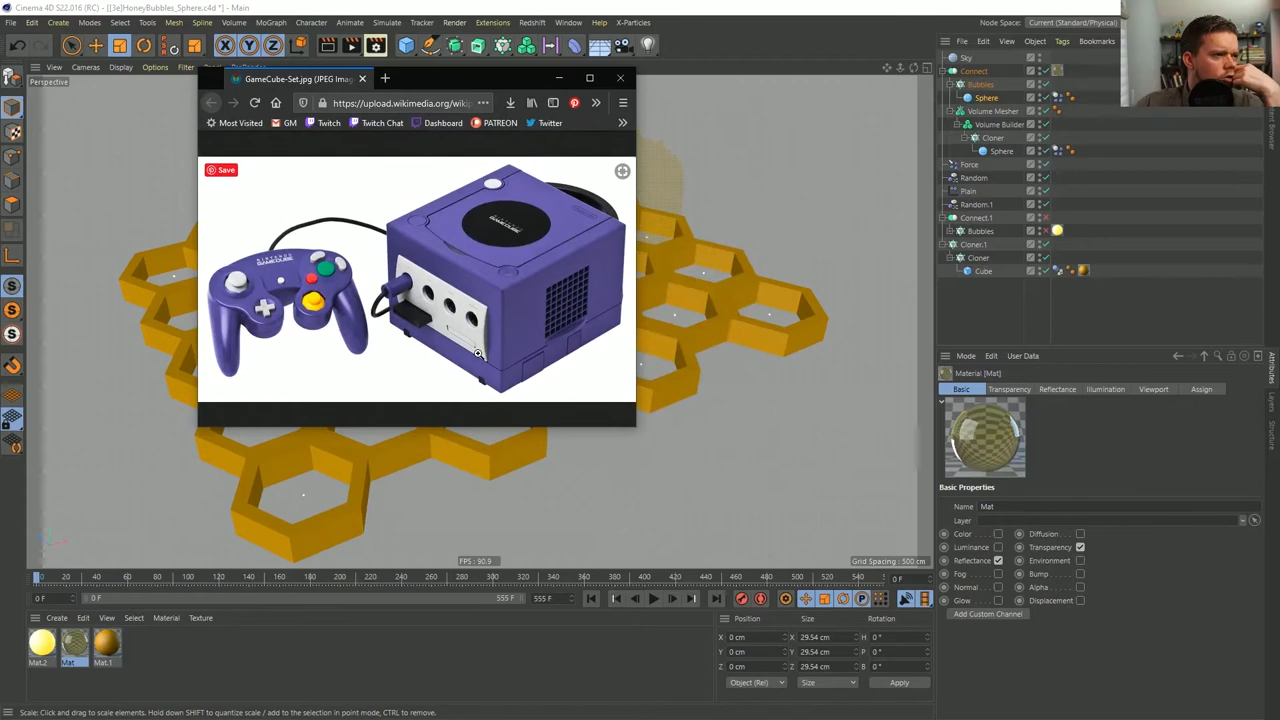 Cinema 4D S22.016 (RC) - [[3e]HoneyBubbles_Sphere.c4d *] - Main
File Edit Create Modes Select Tools Mesh Spline Volume MoGraph Character Animate Simulate Tracker Render Extensions Redshift Window Help X-Particles
Node Space: Current (Standard/Physical)
View Cameras Display Options Filter
Perspective
GameCube-Set.jpg (JPEG Imag
https://upload.wikimedia.org/wikip
Most Visited GM Twitch Twitch Chat Dashboard PATREON Twitter
Save
NINTENDO
GAMECUBE
GAMECUBE
FPS : 90.9
Grid Spacing : 500 cm
File Edit View Object Tags Bookmarks
Sky
Connect
Bubbles
Sphere
Volume Mesher
Volume Builder
Cloner
Sphere
Force
Random
Plain
Random.1
Connect.1
Bubbles
Cloner.1
Cloner
Cube
Content Browser
Mode Edit User Data
Attributes
Layers
Structure
Material [Mat]
Basic Transparency Reflectance Illumination Viewport Assign
Basic Properties
Name Mat
Layer
Color Diffusion
Luminance Transparency
Reflectance Environment
Fog Bump
Normal Alpha
Glow Displacement
Add Custom Channel
0 20 40 60 80 100 120 140 160 180 200 220 240 260 280 300 320 340 360 380 400 420 440 460 480 500 520 540 0 F
0 F 0 F 555 F 555 F
Create Edit View Select Material Texture
Mat.2 Mat Mat.1
Position Size Rotation
X 0 cm X 29.54 cm H 0 °
Y 0 cm Y 29.54 cm P 0 °
Z 0 cm Z 29.54 cm B 0 °
Object (Rel) Size Apply
Scale: Click and drag to scale elements. Hold down SHIFT to quantize scale / add to the selection in point mode, CTRL to remove.